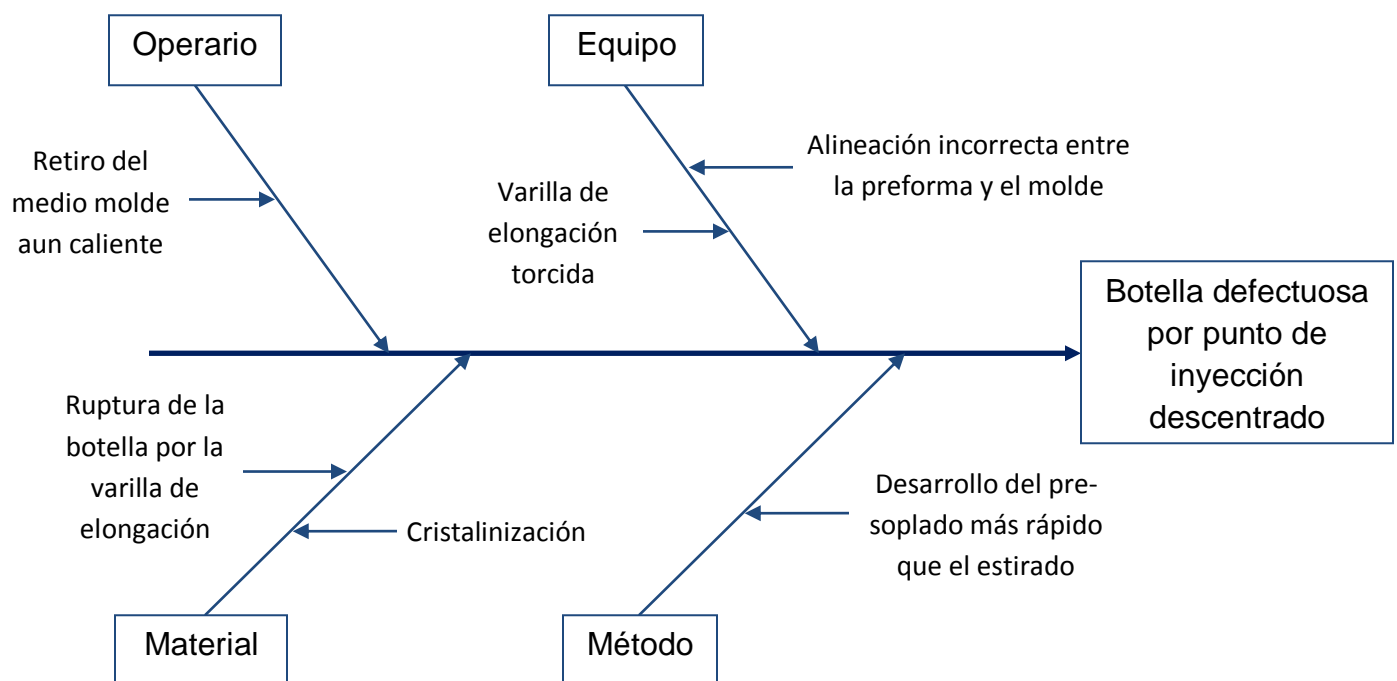 Operario
Equipo
Retiro del
medio molde
aun caliente
Varilla de
elongación
torcida
Alineación incorrecta entre
la preforma y el molde
Botella defectuosa
por punto de
inyección
descentrado
Ruptura de la
botella por la
varilla de
elongación
Cristalinización
Desarrollo del pre-
soplado más rápido
que el estirado
Material
Método